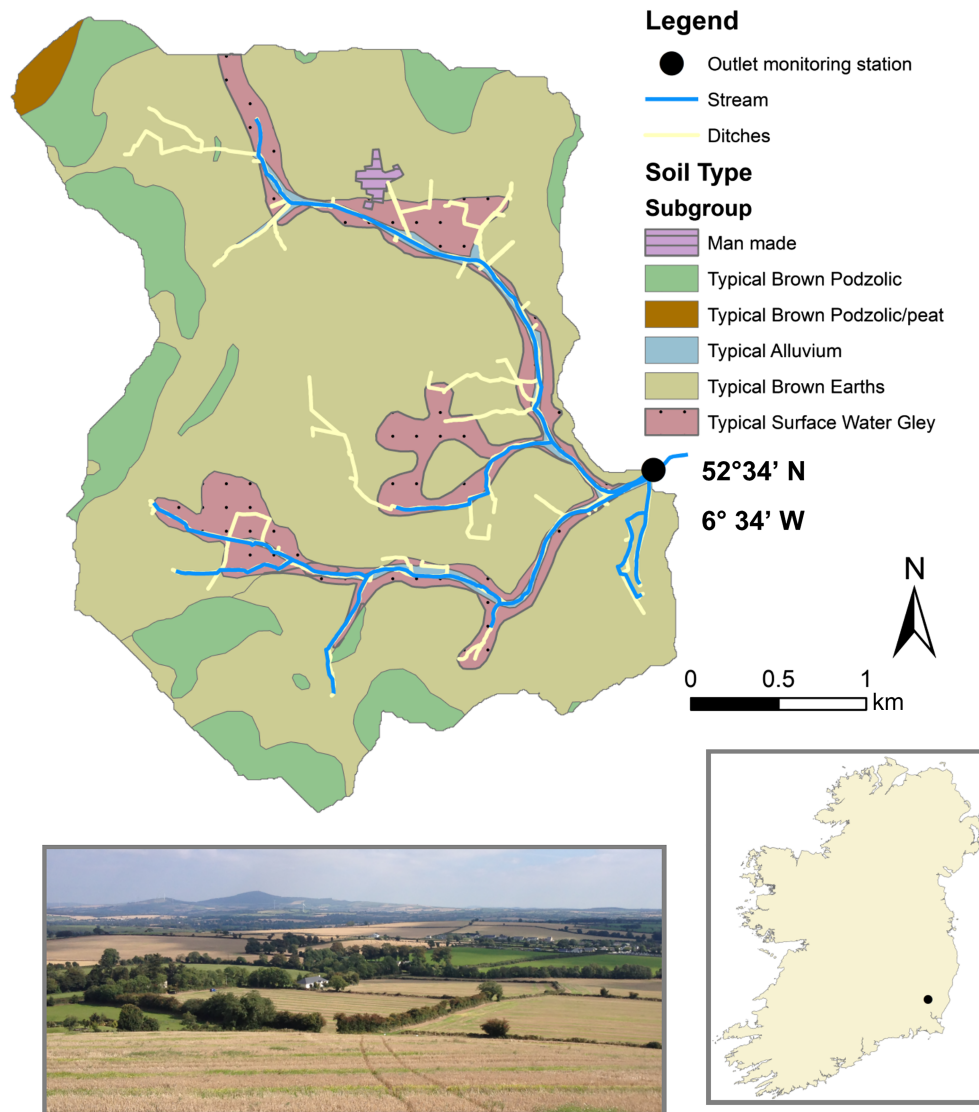 Legend
Outlet monitoring station
Stream
Ditches
Soil Type
Subgroup
Man made
Typical Brown Podzolic
Typical Brown Podzolic/peat
Typical Alluvium
Typical Brown Earths
Typical Surface Water Gley
52°34’ N
6° 34’ W
N
0 0.5 1
km